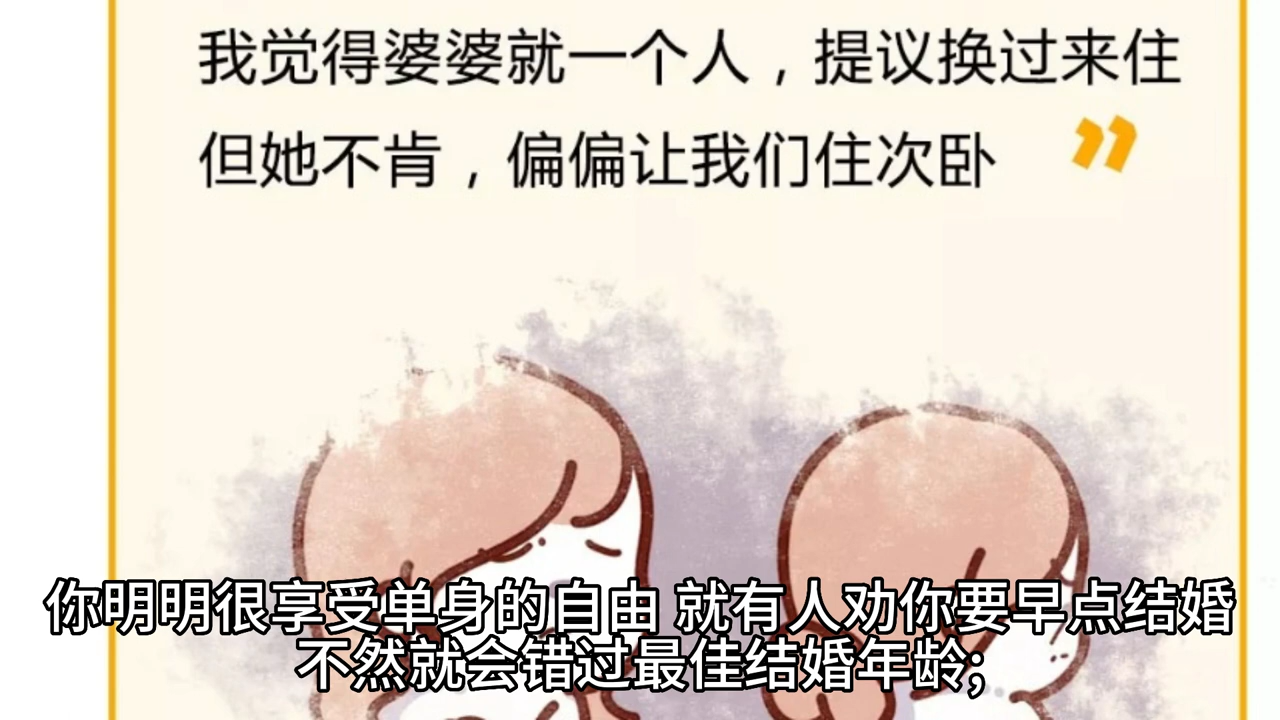 我觉得婆婆就一个人，提议换过来住
但她不肯，偏偏让我们住次卧 ”
你明明很享受单身的自由 就有人劝你要早点结婚
不然就会错过最佳结婚年龄;